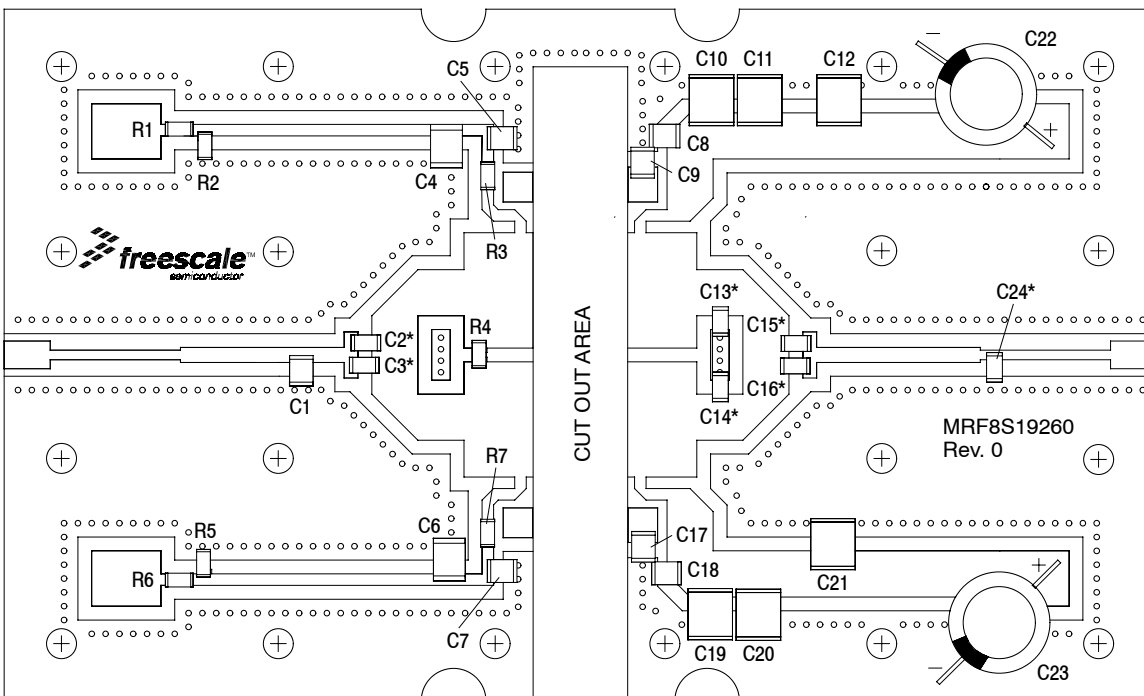 C10 C11 C12 C22
C5
−
R1
+
C8
R2
C4
C9
R3
freescale™
semiconductor
C13* C24*
C2* R4 C15*
C3*
C16*
C1 C14*
CUT OUT AREA
MRF8S19260
Rev. 0
R7
R5 C6
C17
+
C18
R6
C21
C7
C19 C20
−
C23